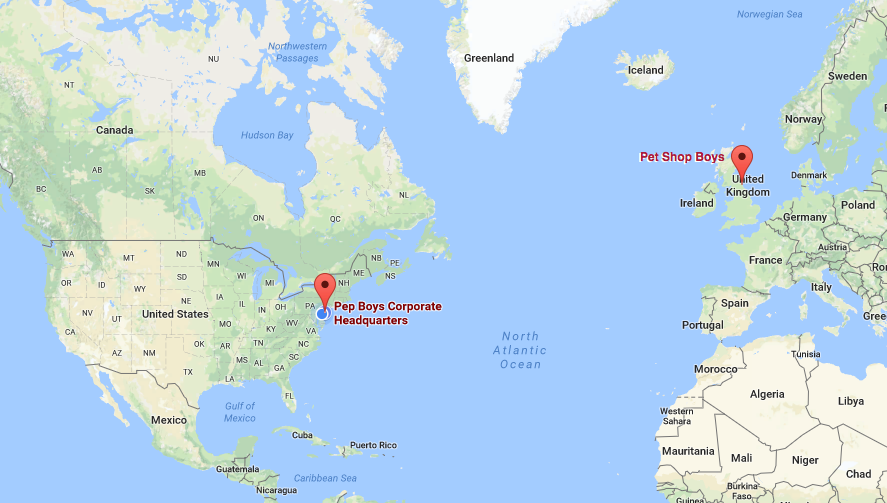 Norwegian Sea
Northwestern
Passages
NU
Greenland
Iceland
Sweden
NT
Norway
Canada
Hudson Bay
Pet Shop Boys
AB
MB
United
Kingdom
Denmark
BC
SK
NL
Ireland
Poland
ON
QC
Germany
WA
MT
ND
MN
NB
PE
NS
ME
France
Austria
Ro
OR
ID
WY
SD
WI
MI
NH
Italy
NE
IA
IL
IN
OH
PA
Pep Boys Corporate
Headquarters
Spain
Portugal
Gree
NV
UT
United States
CA
MO
KY
WV
VA
North
Atlantic
Ocean
AZ
NM
OK
AR
TN
NC
Tunisia
MS
AL
SC
GA
Morocco
TX
LA
FL
Algeria
Libya
Gulf of
Mexico
Western
Sahara
Mexico
Cuba
Puerto Rico
Mauritania
Mali
Niger
Chad
Guatemala
Caribbean Sea
Nicaragua
Burkina
Faso
Guinea